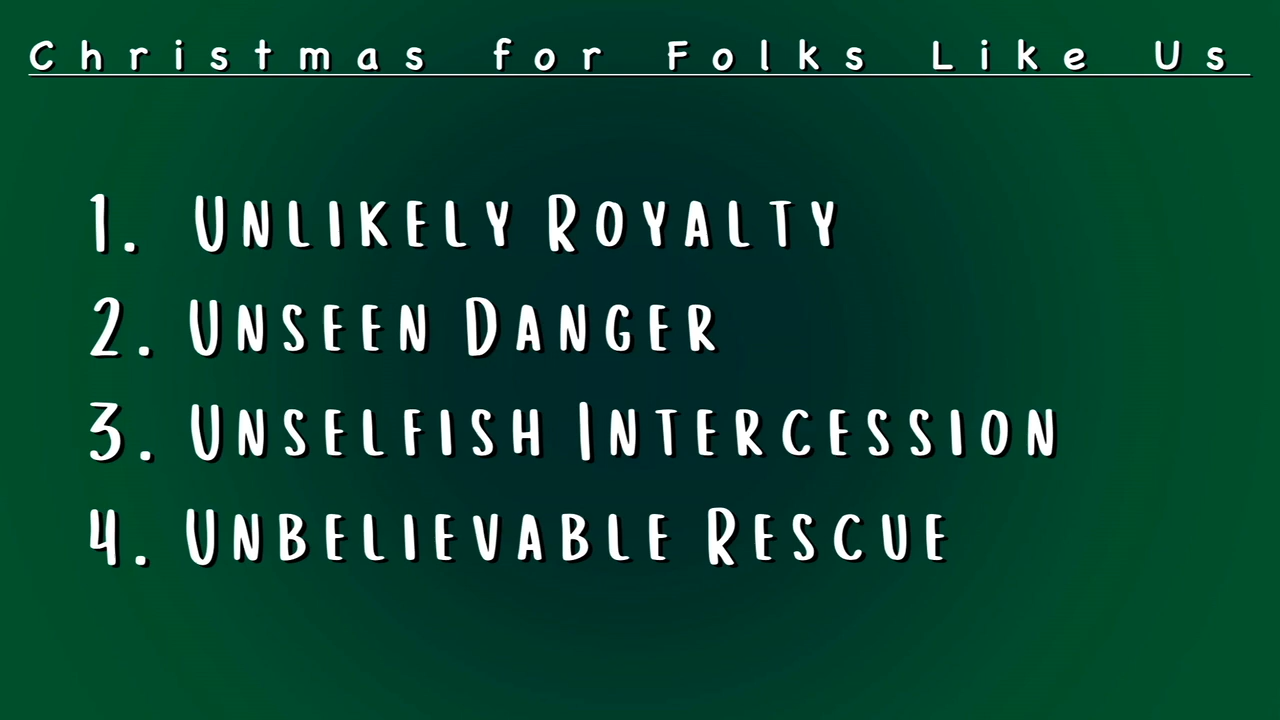 Christmas for Folks Like Us
1. Unlikely Royalty
2. Unseen Danger
3. Unselfish Intercession
4. Unbelievable Rescue